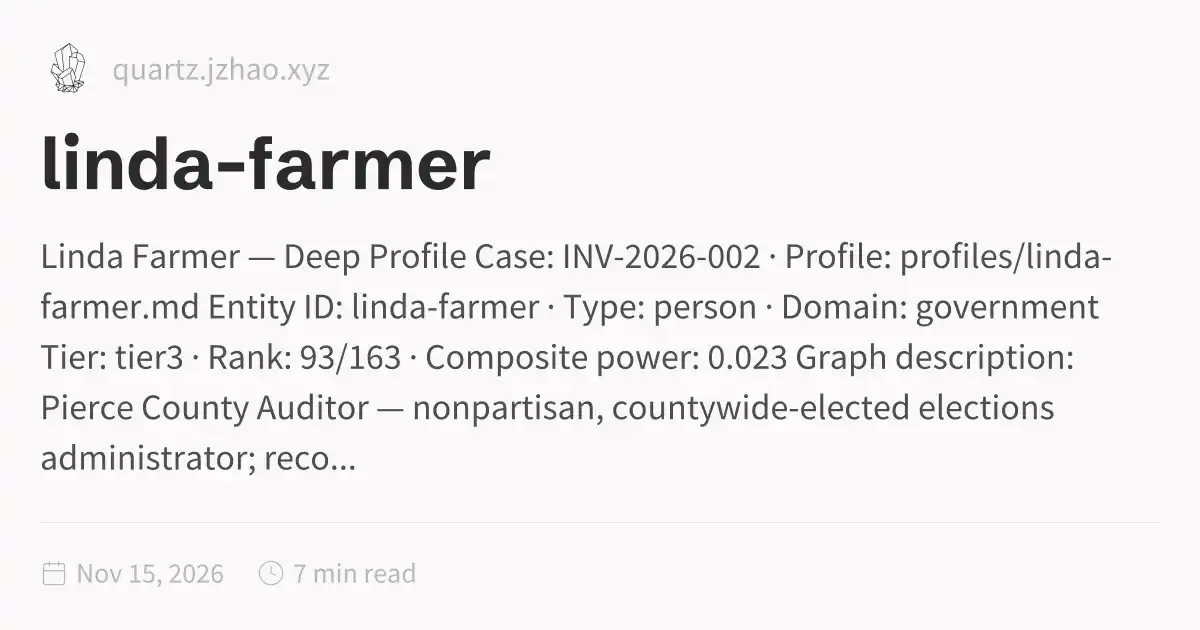 quartz.jzhao.xyz
linda-farmer
Linda Farmer — Deep Profile Case: INV-2026-002 · Profile: profiles/linda-
farmer.md Entity ID: linda-farmer · Type: person · Domain: government
Tier: tier3 · Rank: 93/163 · Composite power: 0.023 Graph description:
Pierce County Auditor — nonpartisan, countywide-elected elections
administrator; reco...
Nov 15, 2026 7 min read